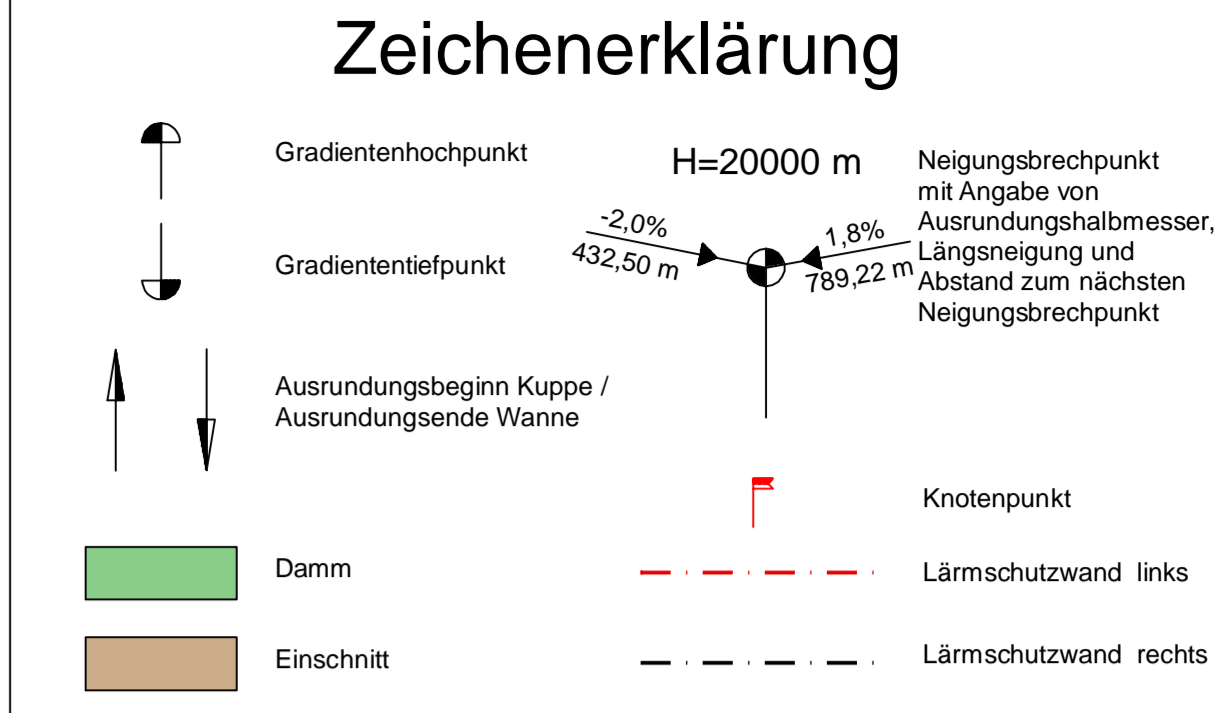 Zeichenerklärung
Gradientenhochpunkt
Gradiententiefpunkt
Ausrundungsbeginn Kuppe /
Ausrundungsende Wanne
Damm
Einschnitt
H=20000 m
-2,0%
432,50 m
1,8%
789,22 m
Neigungsbrechpunkt
mit Angabe von
Ausrundungshalbmesser,
Längsneigung und
Abstand zum nächsten
Neigungsbrechpunkt
Knotenpunkt
Lärmschutzwand links
Lärmschutzwand rechts